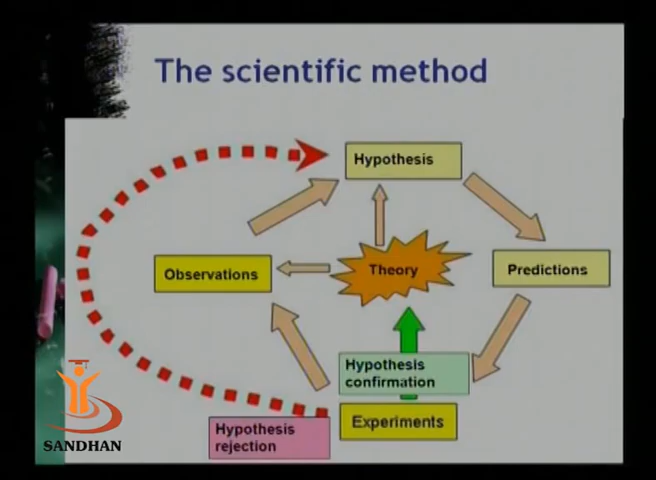 The scientific method
Hypothesis
Observations
Theory
Predictions
Hypothesis
confirmation
Experiments
Hypothesis
rejection
SANDHAN